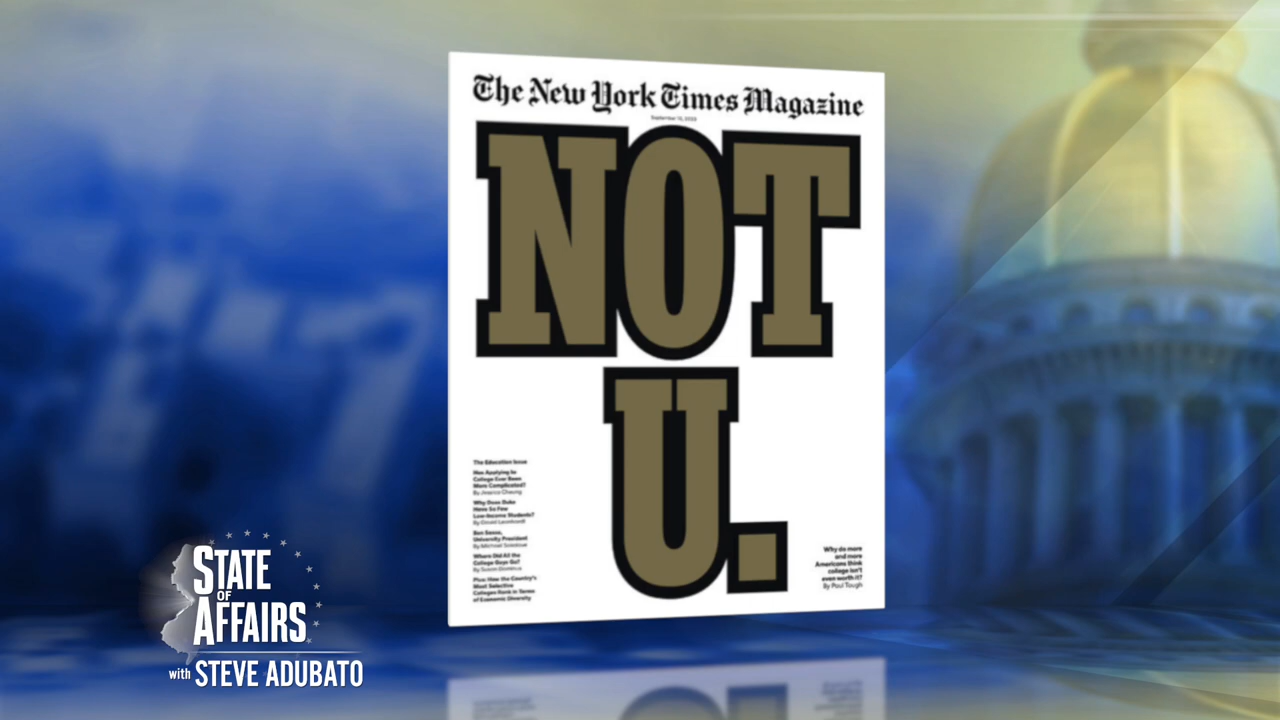 The New York Times Magazine
NOT
U.
The Education Issue
Has Applying to
College Ever Been
More Complicated?
By Jessica Cheung
Why Does Duke
Have So Few
Low-Income Students?
By David Leonhardt
Ben Sasse,
University President
By Michael Sokolove
Where Did All the
College Guys Go?
By Susan Dominus
Plus: How the Country's
Most Selective
Colleges Rank in Terms
of Economic Diversity
Why do more
and more
Americans think
college isn't
even worth it?
By Paul Tough
STATE
OF
AFFAIRS
with STEVE ADUBATO